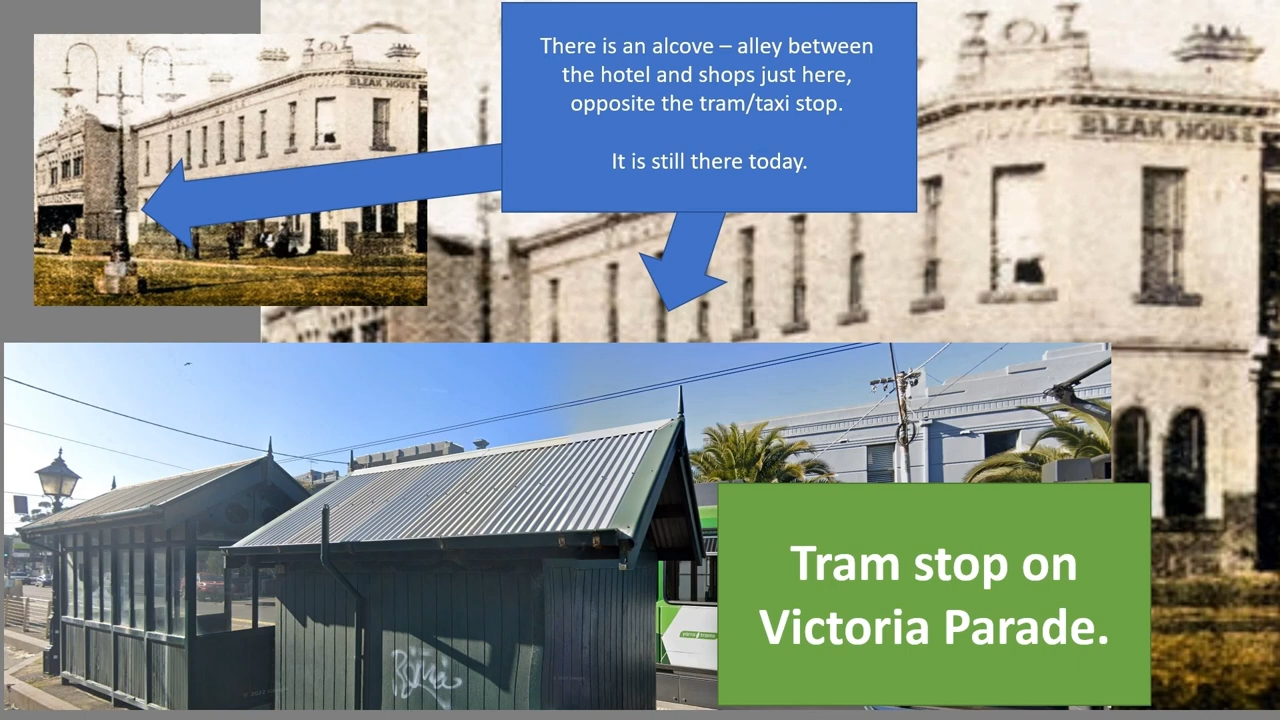 There is an alcove – alley between
the hotel and shops just here,
opposite the tram/taxi stop.
It is still there today.
BLEAK HOUSE
BLEAK HOUSE
Tram stop on
Victoria Parade.